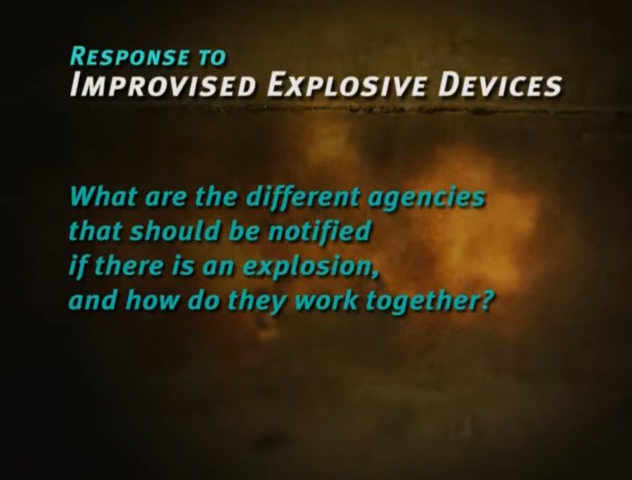 Response to
Improvised Explosive Devices
What are the different agencies
that should be notified
if there is an explosion,
and how do they work together?